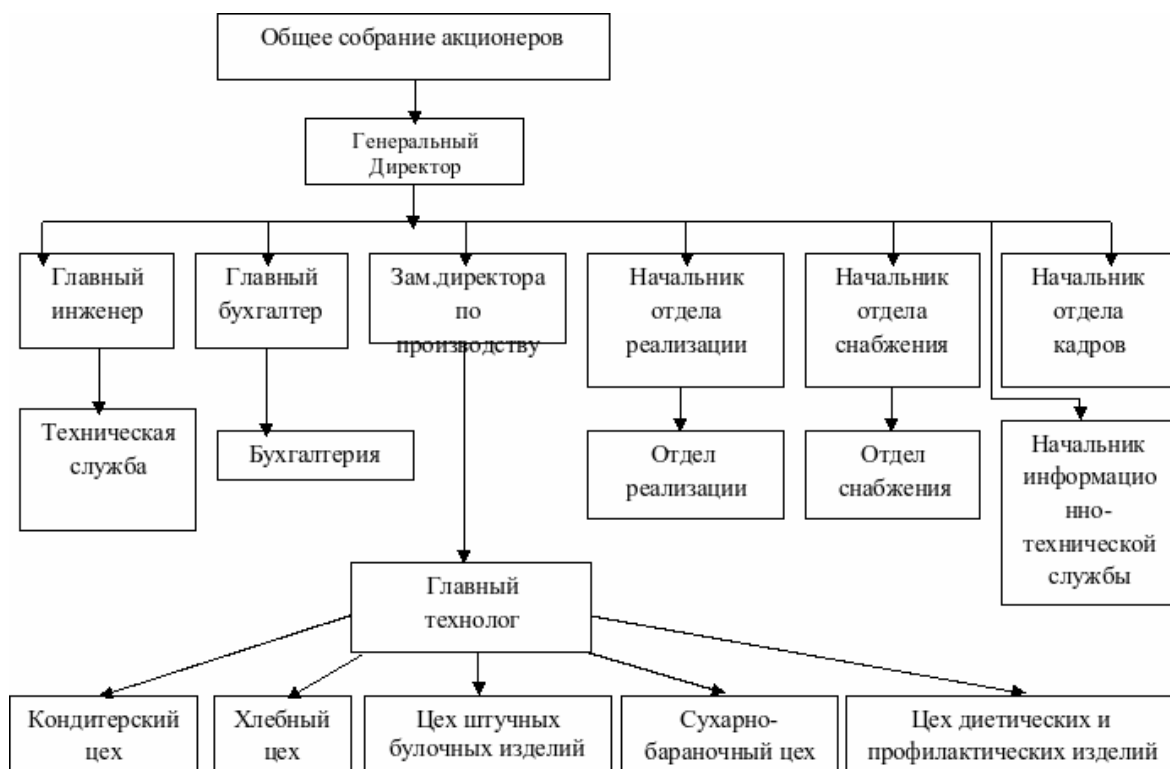 Общее собрание акционеров
Генеральный
Директор
Главный
инженер
Главный
бухгалтер
Зам.директора
по
производству
Начальник
отдела
реализации
Начальник
отдела
снабжения
Начальник
отдела
кадров
Техническая
служба
Бухгалтерия
Отдел
реализации
Отдел
снабжения
Начальник
информацио
нно-
технической
службы
Главный
технолог
Кондитерский
цех
Хлебный
цех
Цех штучных
булочных изделий
Сухарно-
бараночный цех
Цех диетических и
профилактических изделий